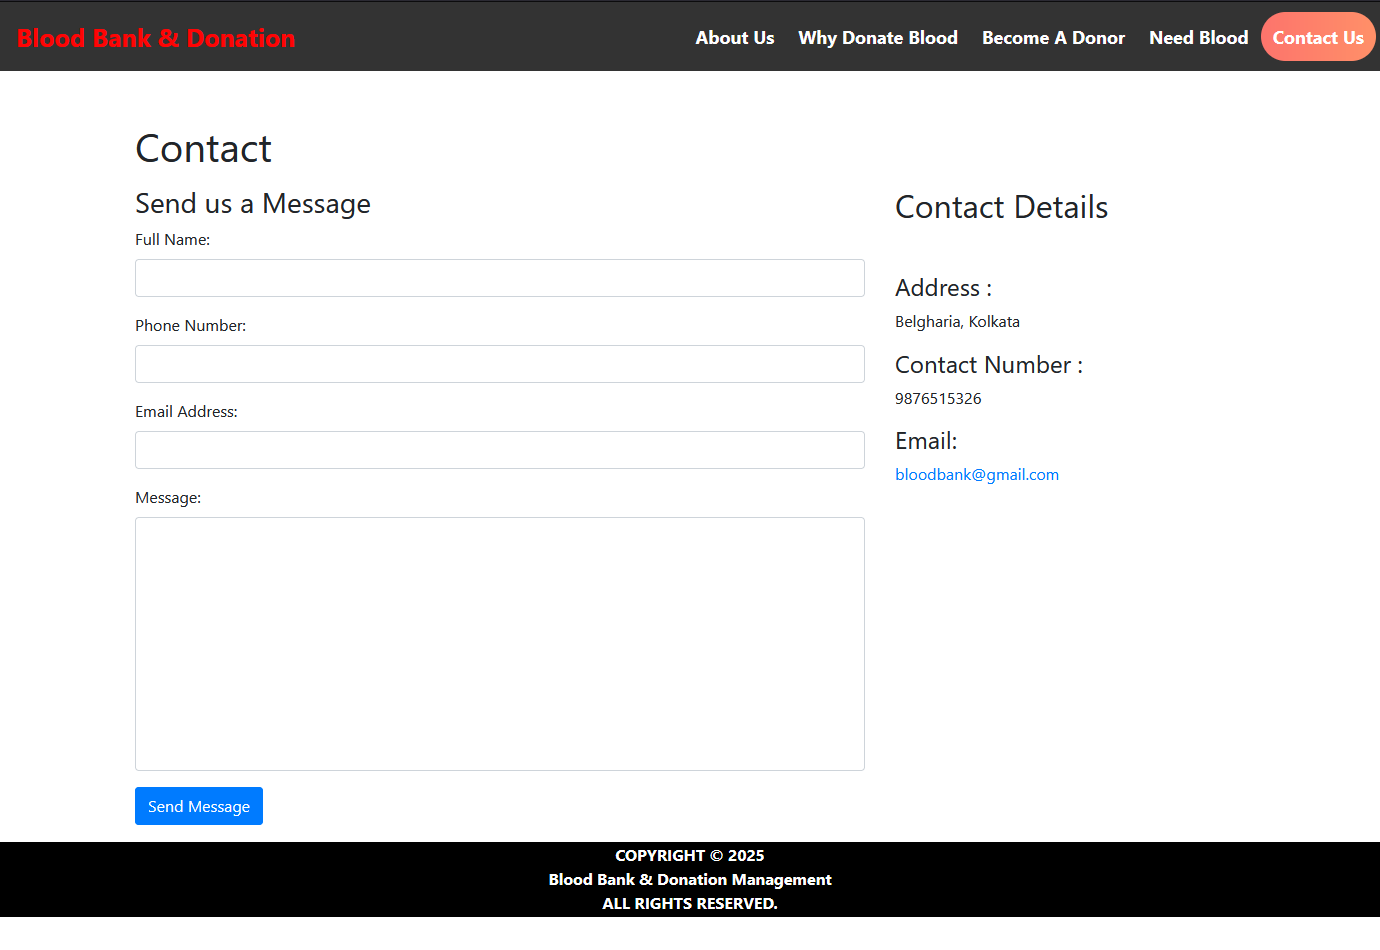 Blood Bank & Donation
About Us
Why Donate Blood
Become A Donor
Need Blood
Contact Us
Contact
Send us a Message
Full Name:
Phone Number:
Email Address:
Message:
Send Message
Contact Details
Address :
Belgharia, Kolkata
Contact Number :
9876515326
Email:
bloodbank@gmail.com
COPYRIGHT © 2025
Blood Bank & Donation Management
ALL RIGHTS RESERVED.